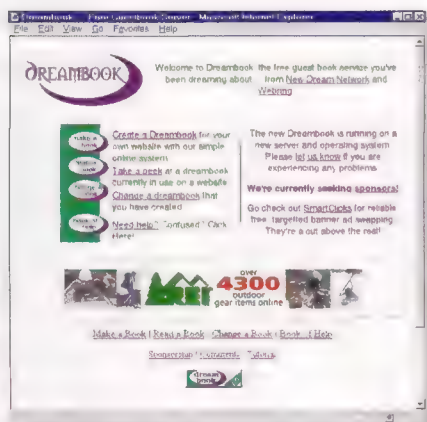 Dreambook - Free Guestbook Server - Microsoft Internet Explorer
File Edit View Go Favorites Help
DREAMBOOK
Welcome to Dreambook, the free guest book service you've
been dreaming about from New Dream Network and
Webring
make a
book
Create a Dreambook for your
own website with our simple
online system
Take a peek at a dreambook
currently in use on a website
Change a dreambook that
you have created
Need help? Confused? Click
Here!
The new Dreambook is running on a
new server and operating system
Please let us know if you are
experiencing any problems
We're currently seeking sponsors!
Go check out SmartClicks for reliable
free targetted banner ad swapping
They're a cut above the rest!
over
4300
outdoor
gear items online
Make a Book | Read a Book | Change a Book | Book of Help
dream
book